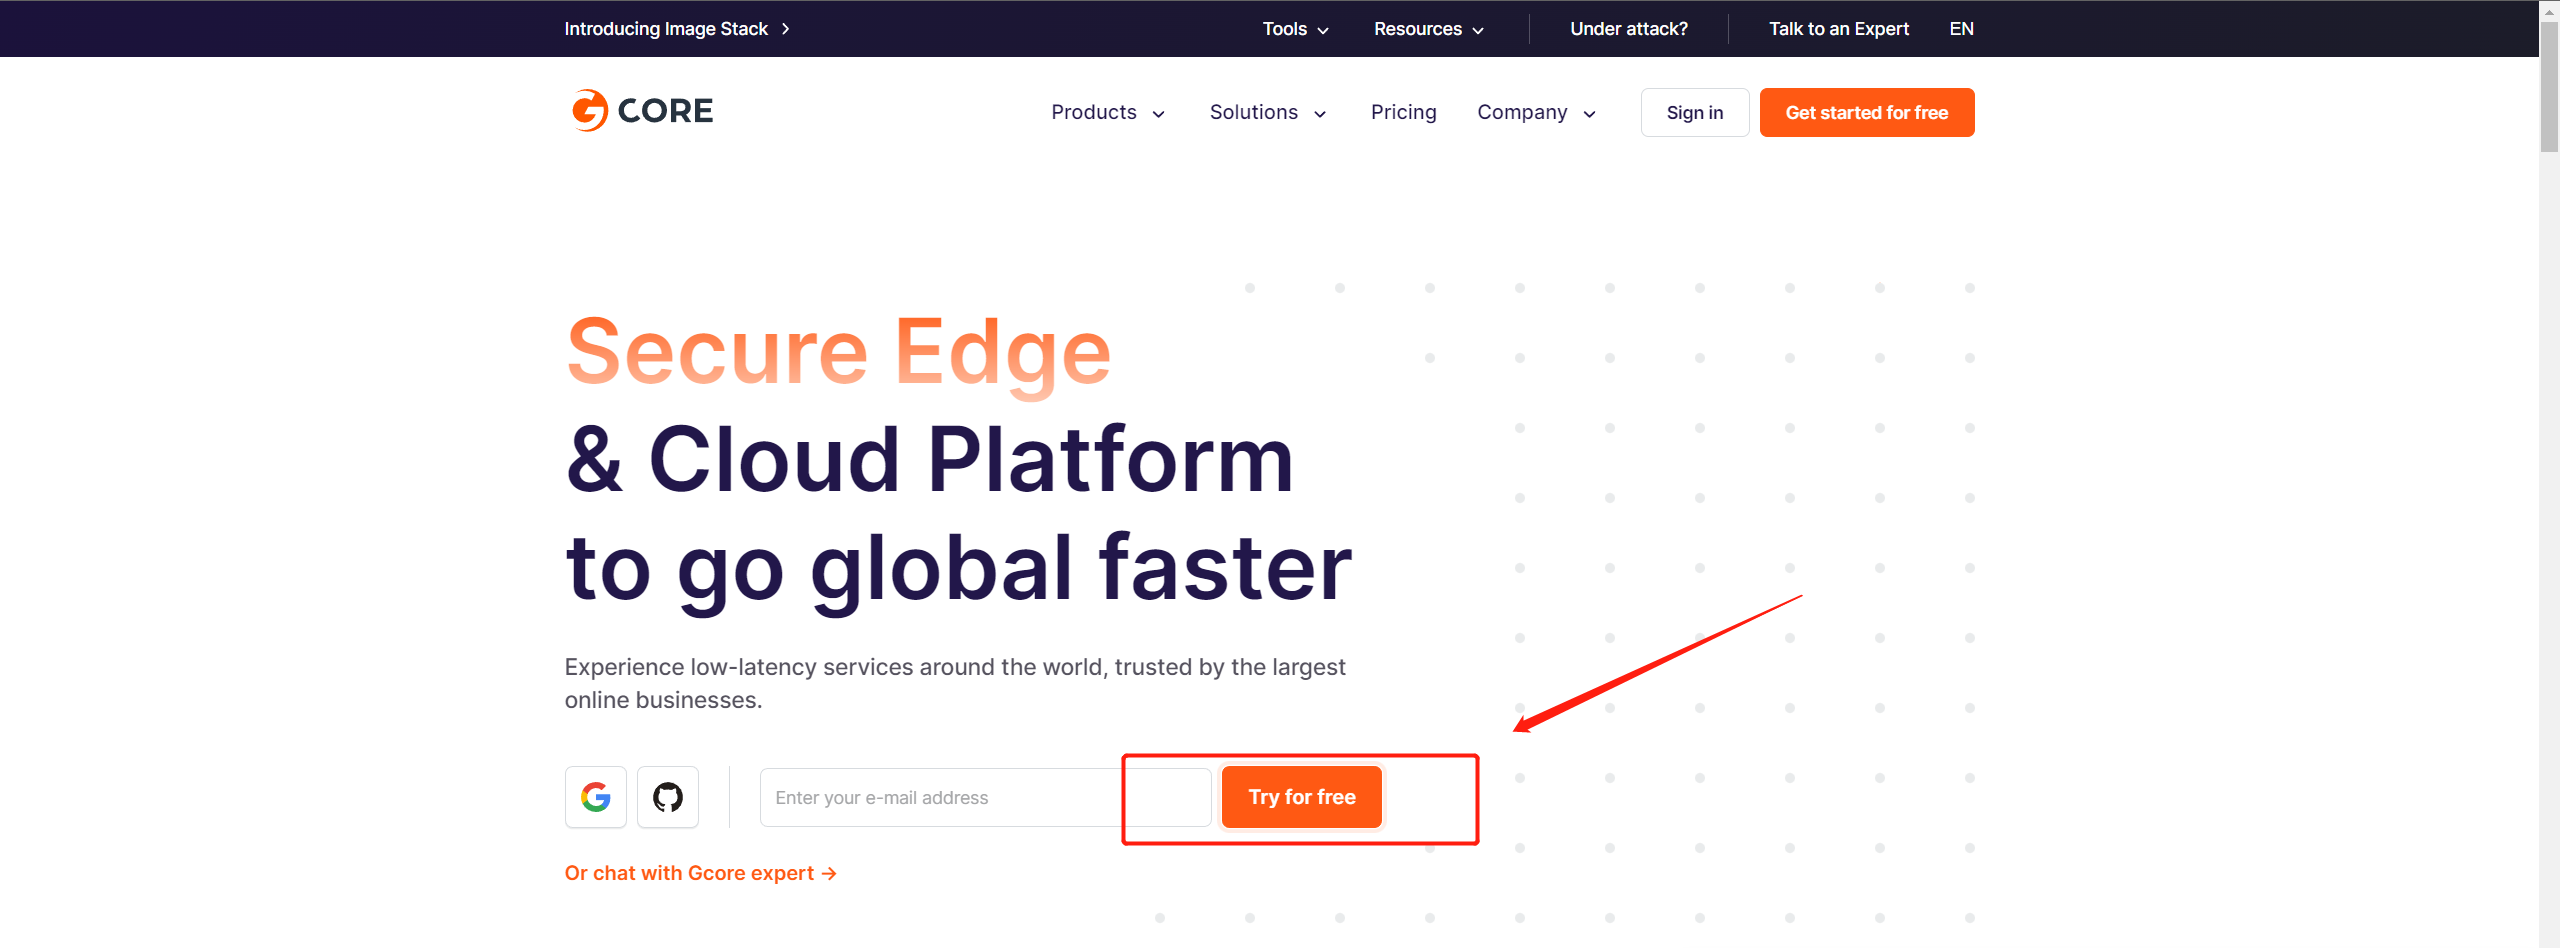 Introducing Image Stack
Tools
Resources
Under attack?
Talk to an Expert
EN
G CORE
Products
Solutions
Pricing
Company
Sign in
Get started for free
Secure Edge
& Cloud Platform
to go global faster
Experience low-latency services around the world, trusted by the largest
online businesses.
G
Enter your e-mail address
Try for free
Or chat with Gcore expert →